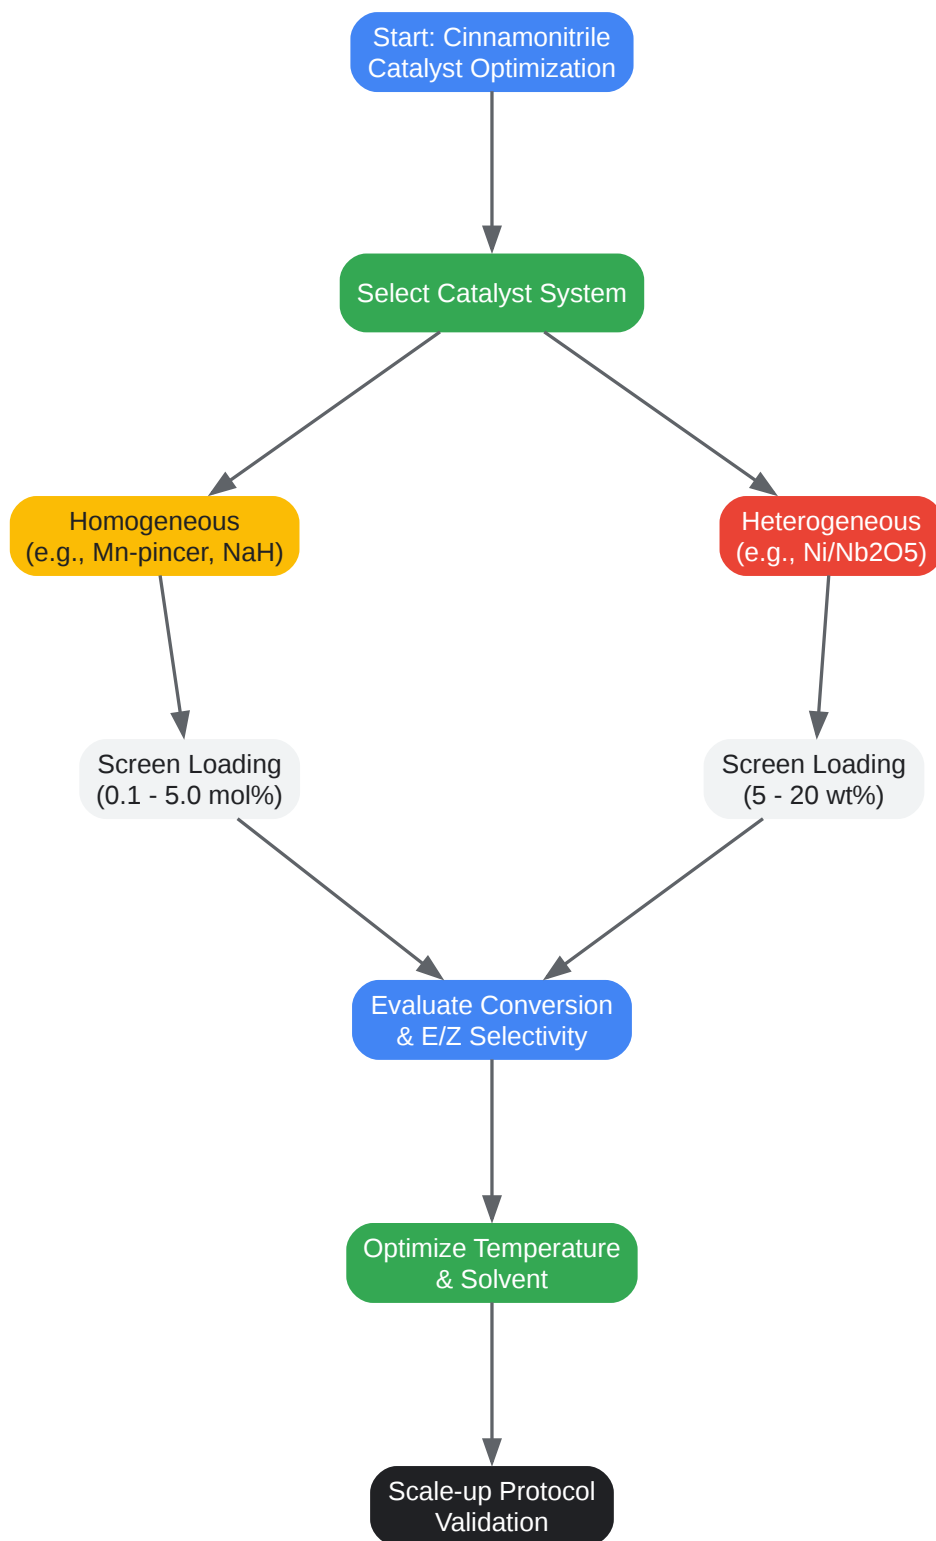 Start: Cinnamonitrile
Catalyst Optimization
Select Catalyst System
Homogeneous
(e.g., Mn-pincer, NaH)
Heterogeneous
(e.g., Ni/Nb2O5)
Screen Loading
(0.1 - 5.0 mol%)
Screen Loading
(5 - 20 wt%)
Evaluate Conversion
& E/Z Selectivity
Optimize Temperature
& Solvent
Scale-up Protocol
Validation